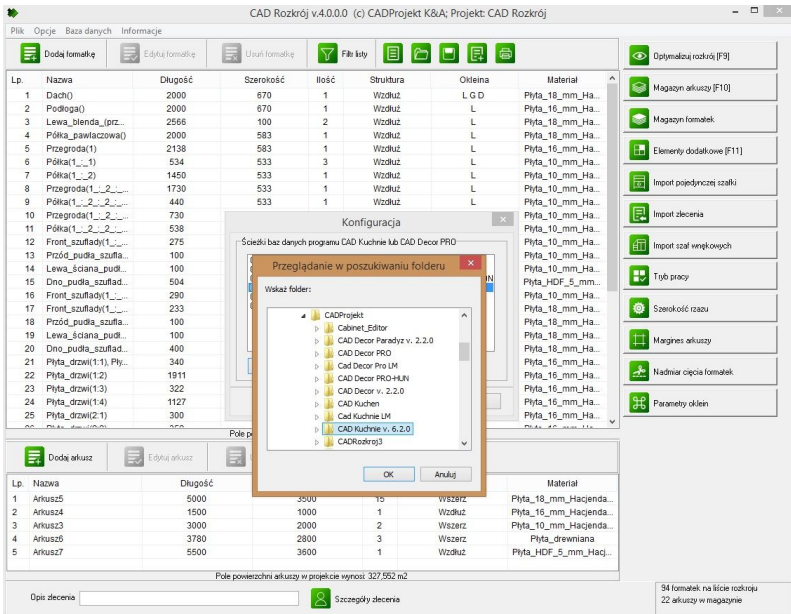 CAD Rozkrój v.4.0.0.0 (c) CADProjekt K&A; Projekt: CAD Rozkrój
Plik Opcje Baza danych Informacje
Dodaj formatkę Edytuj formatkę Usuń formatkę Filtr listy
Lp. Nazwa Długość Szerokość Ilość Struktura Okleina Materiał
1 Dach() 2000 670 1 Wzdłuż L G D Płyta_18_mm_Ha...
2 Podłoga() 2000 670 1 Wzdłuż L Płyta_16_mm_Ha...
3 Lewa_blenda_(prz... 2566 100 2 Wzdłuż L Płyta_18_mm_Ha...
4 Półka_pawlaczowa() 2000 583 1 Wzdłuż L Płyta_18_mm_Ha...
5 Przegroda(1) 2138 583 1 Wzdłuż L Płyta_16_mm_Ha...
6 Półka(1_:_1) 534 533 3 Wzdłuż L Płyta_10_mm_Ha...
7 Półka(1_:_2) 1450 533 1 Wzdłuż L Płyta_18_mm_Ha...
8 Przegroda(1_:_2_:_... 1730 533 1 Wzdłuż L Płyta_10_mm_Ha...
9 Półka(1_:_2_:_... 440 533 1 Wzdłuż L Płyta_10_mm_Ha...
10 Przegroda(1_:_2_:_... 730 Płyta_10_mm_Ha...
11 Półka(1_:_2_:_... 538 Płyta_10_mm_Ha...
12 Front_szuflady(1_:_... 275 Płyta_10_mm_Ha...
13 Przód_pudła_szufla... 100 Płyta_18_mm_Ha...
14 Lewa_ściana_pudł... 100 Płyta_18_mm_Ha...
15 Dno_pudła_szuflad... 504 Płyta_HDF_5_mm...
16 Front_szuflady(1_:_... 290 Płyta_10_mm_Ha...
17 Front_szuflady(1_:_... 233 Płyta_18_mm_Ha...
18 Przód_pudła_szufla... 100 Płyta_18_mm_Ha...
19 Lewa_ściana_pudł... 100 Płyta_18_mm_Ha...
20 Dno_pudła_szuflad... 400 Płyta_18_mm_Ha...
21 Płyta_drzwi(1:1), Pły... 340 Płyta_16_mm_Ha...
22 Płyta_drzwi(1:2) 1911 Płyta_16_mm_Ha...
23 Płyta_drzwi(1:3) 322 Płyta_16_mm_Ha...
24 Płyta_drzwi(1:4) 1127 Płyta_16_mm_Ha...
25 Płyta_drzwi(2:1) 300 Płyta_16_mm_Ha...
Konfiguracja
Ścieżki baz danych programu CAD Kuchnie lub CAD Decor PRO
Przeglądanie w poszukiwaniu folderu
Wskaż folder:
CADProjekt
Cabinet_Editor
CAD Decor Paradyz v. 2.2.0
CAD Decor PRO
Cad Decor Pro LM
CAD Decor PRO-HUN
CAD Decor v. 2.2.0
CAD Kuchen
Cad Kuchnie LM
CAD Kuchnie v. 6.2.0
CADRozkroj3
OK Anuluj
Optymalizuj rozkrój [F9]
Magazyn arkuszy [F10]
Magazyn formatek
Elementy dodatkowe [F11]
Import pojedynczej szafki
Import zlecenia
Import szaf wnękowych
Tryb pracy
Szerokość rzazu
Margines arkuszy
Nadmiar cięcia formatek
Parametry oklein
Dodaj arkusz Edytuj arkusz
Lp. Nazwa Długość Materiał
1 Arkusz5 5000 3500 15 Wszerz Płyta_18_mm_Hacjenda...
2 Arkusz4 1500 1000 1 Wzdłuż Płyta_16_mm_Hacjenda...
3 Arkusz3 3000 2000 2 Wszerz Płyta_10_mm_Hacjenda...
4 Arkusz6 3780 2800 3 Wszerz Płyta_drewniana
5 Arkusz7 5500 3600 1 Wzdłuż Płyta_HDF_5_mm_Hacj...
Pole powierzchni arkuszy w projekcie wynosi: 327,552 m2
Opis zlecenia Szczegóły zlecenia
94 formatek na liście rozkroju
22 arkuszy w magazynie